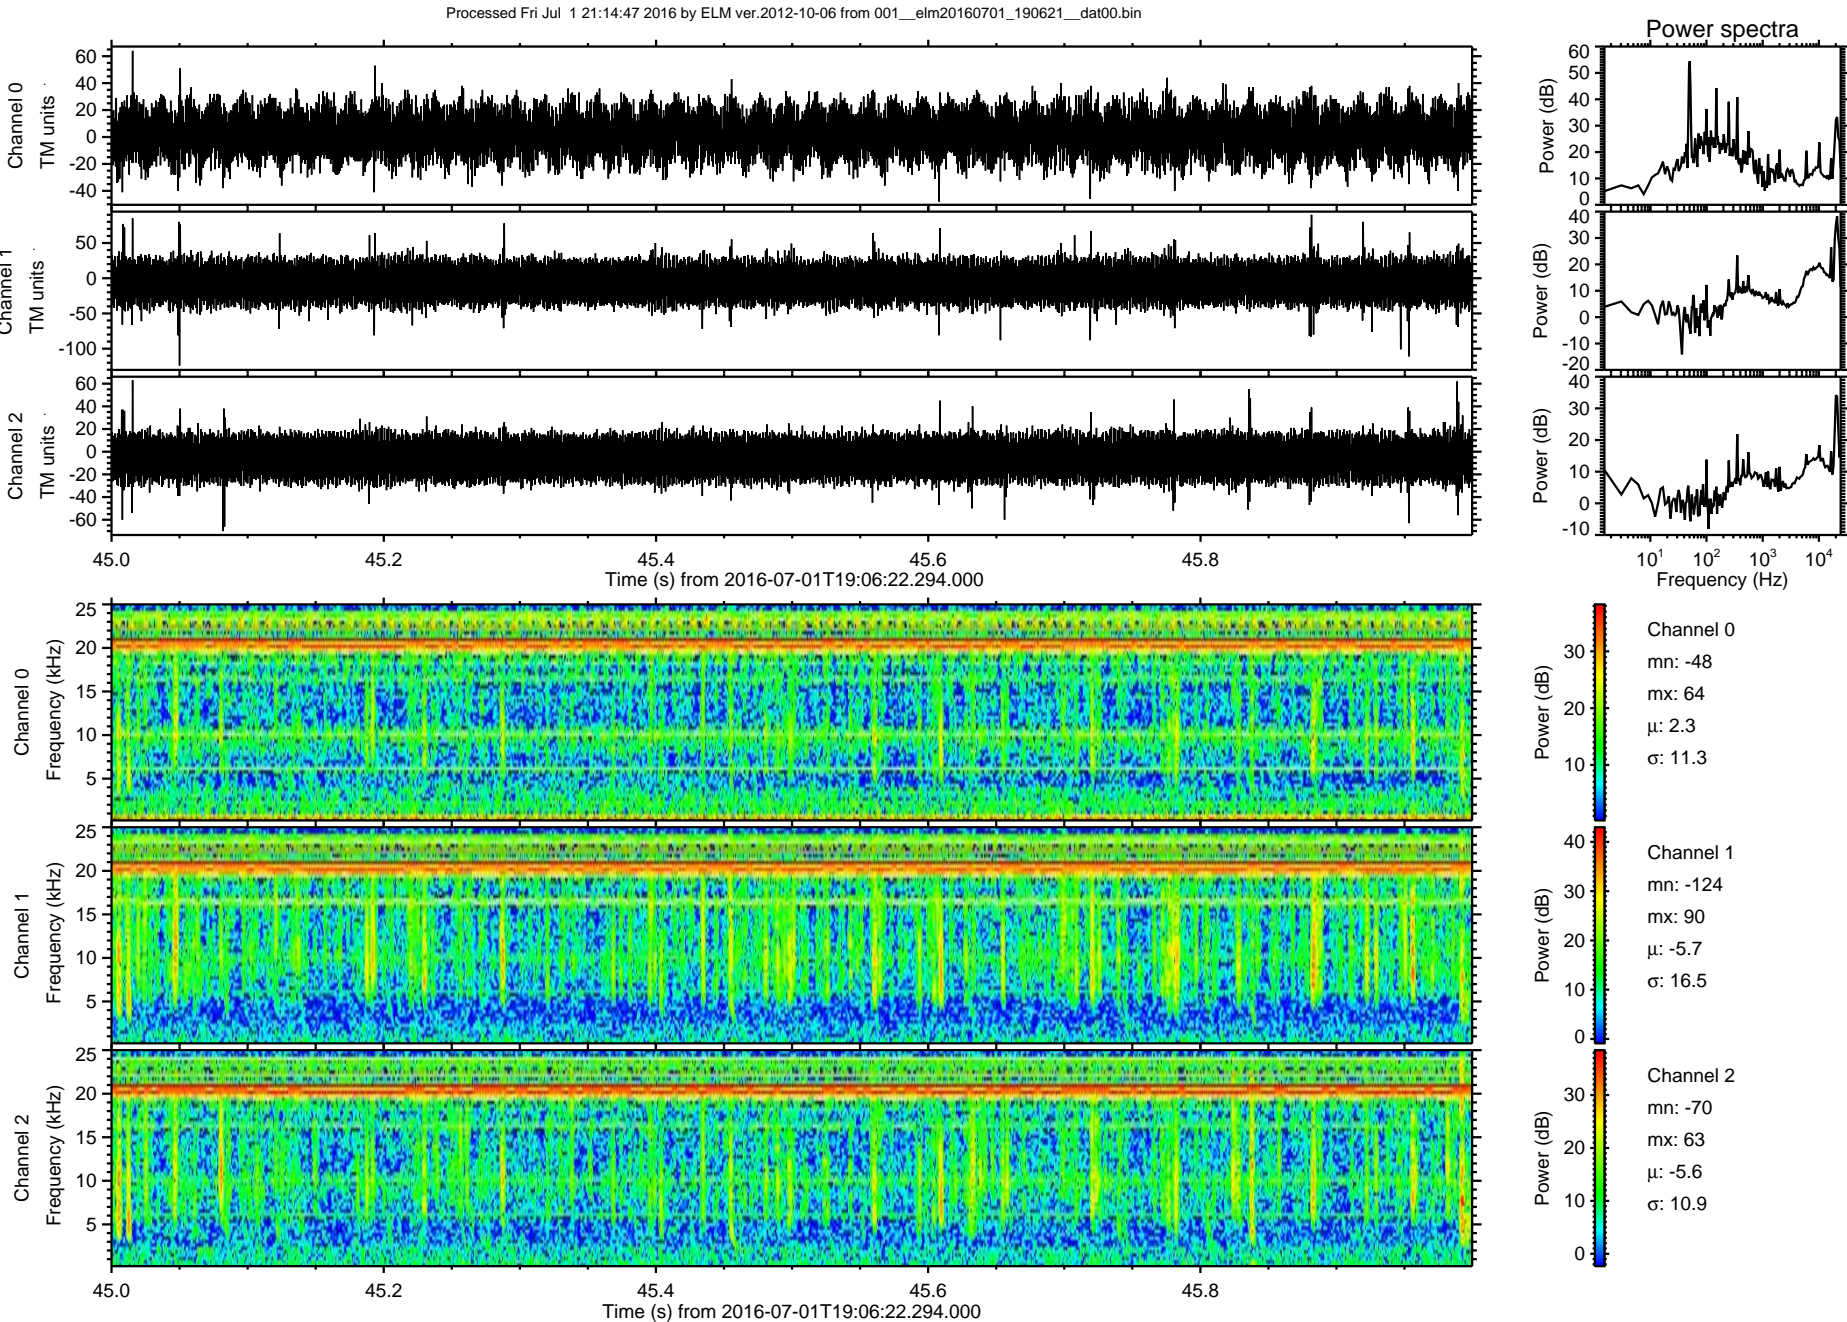 Processed Fri Jul 1 21:14:47 2016 by ELM ver.2012-10-06 from 001__elm20160701_190621__dat00.bin
Power spectra
Channel 0
TM units
60
40
20
0
-20
-40
Power (dB)
60
50
40
30
20
10
0
Channel 1
TM units
50
0
-50
-100
Power (dB)
40
30
20
10
0
-10
-20
Channel 2
TM units
60
40
20
0
-20
-40
-60
Power (dB)
40
30
20
10
0
-10
45.0 45.2 45.4 45.6 45.8
Time (s) from 2016-07-01T19:06:22.294.000
10^1 10^2 10^3 10^4
Frequency (Hz)
Channel 0
Frequency (kHz)
25
20
15
10
5
Power (dB)
30
20
10
Channel 0
mn: -48
mx: 64
μ: 2.3
σ: 11.3
Channel 1
Frequency (kHz)
25
20
15
10
5
Power (dB)
40
30
20
10
0
Channel 1
mn: -124
mx: 90
μ: -5.7
σ: 16.5
Channel 2
Frequency (kHz)
25
20
15
10
5
Power (dB)
30
20
10
0
Channel 2
mn: -70
mx: 63
μ: -5.6
σ: 10.9
45.0 45.2 45.4 45.6 45.8
Time (s) from 2016-07-01T19:06:22.294.000